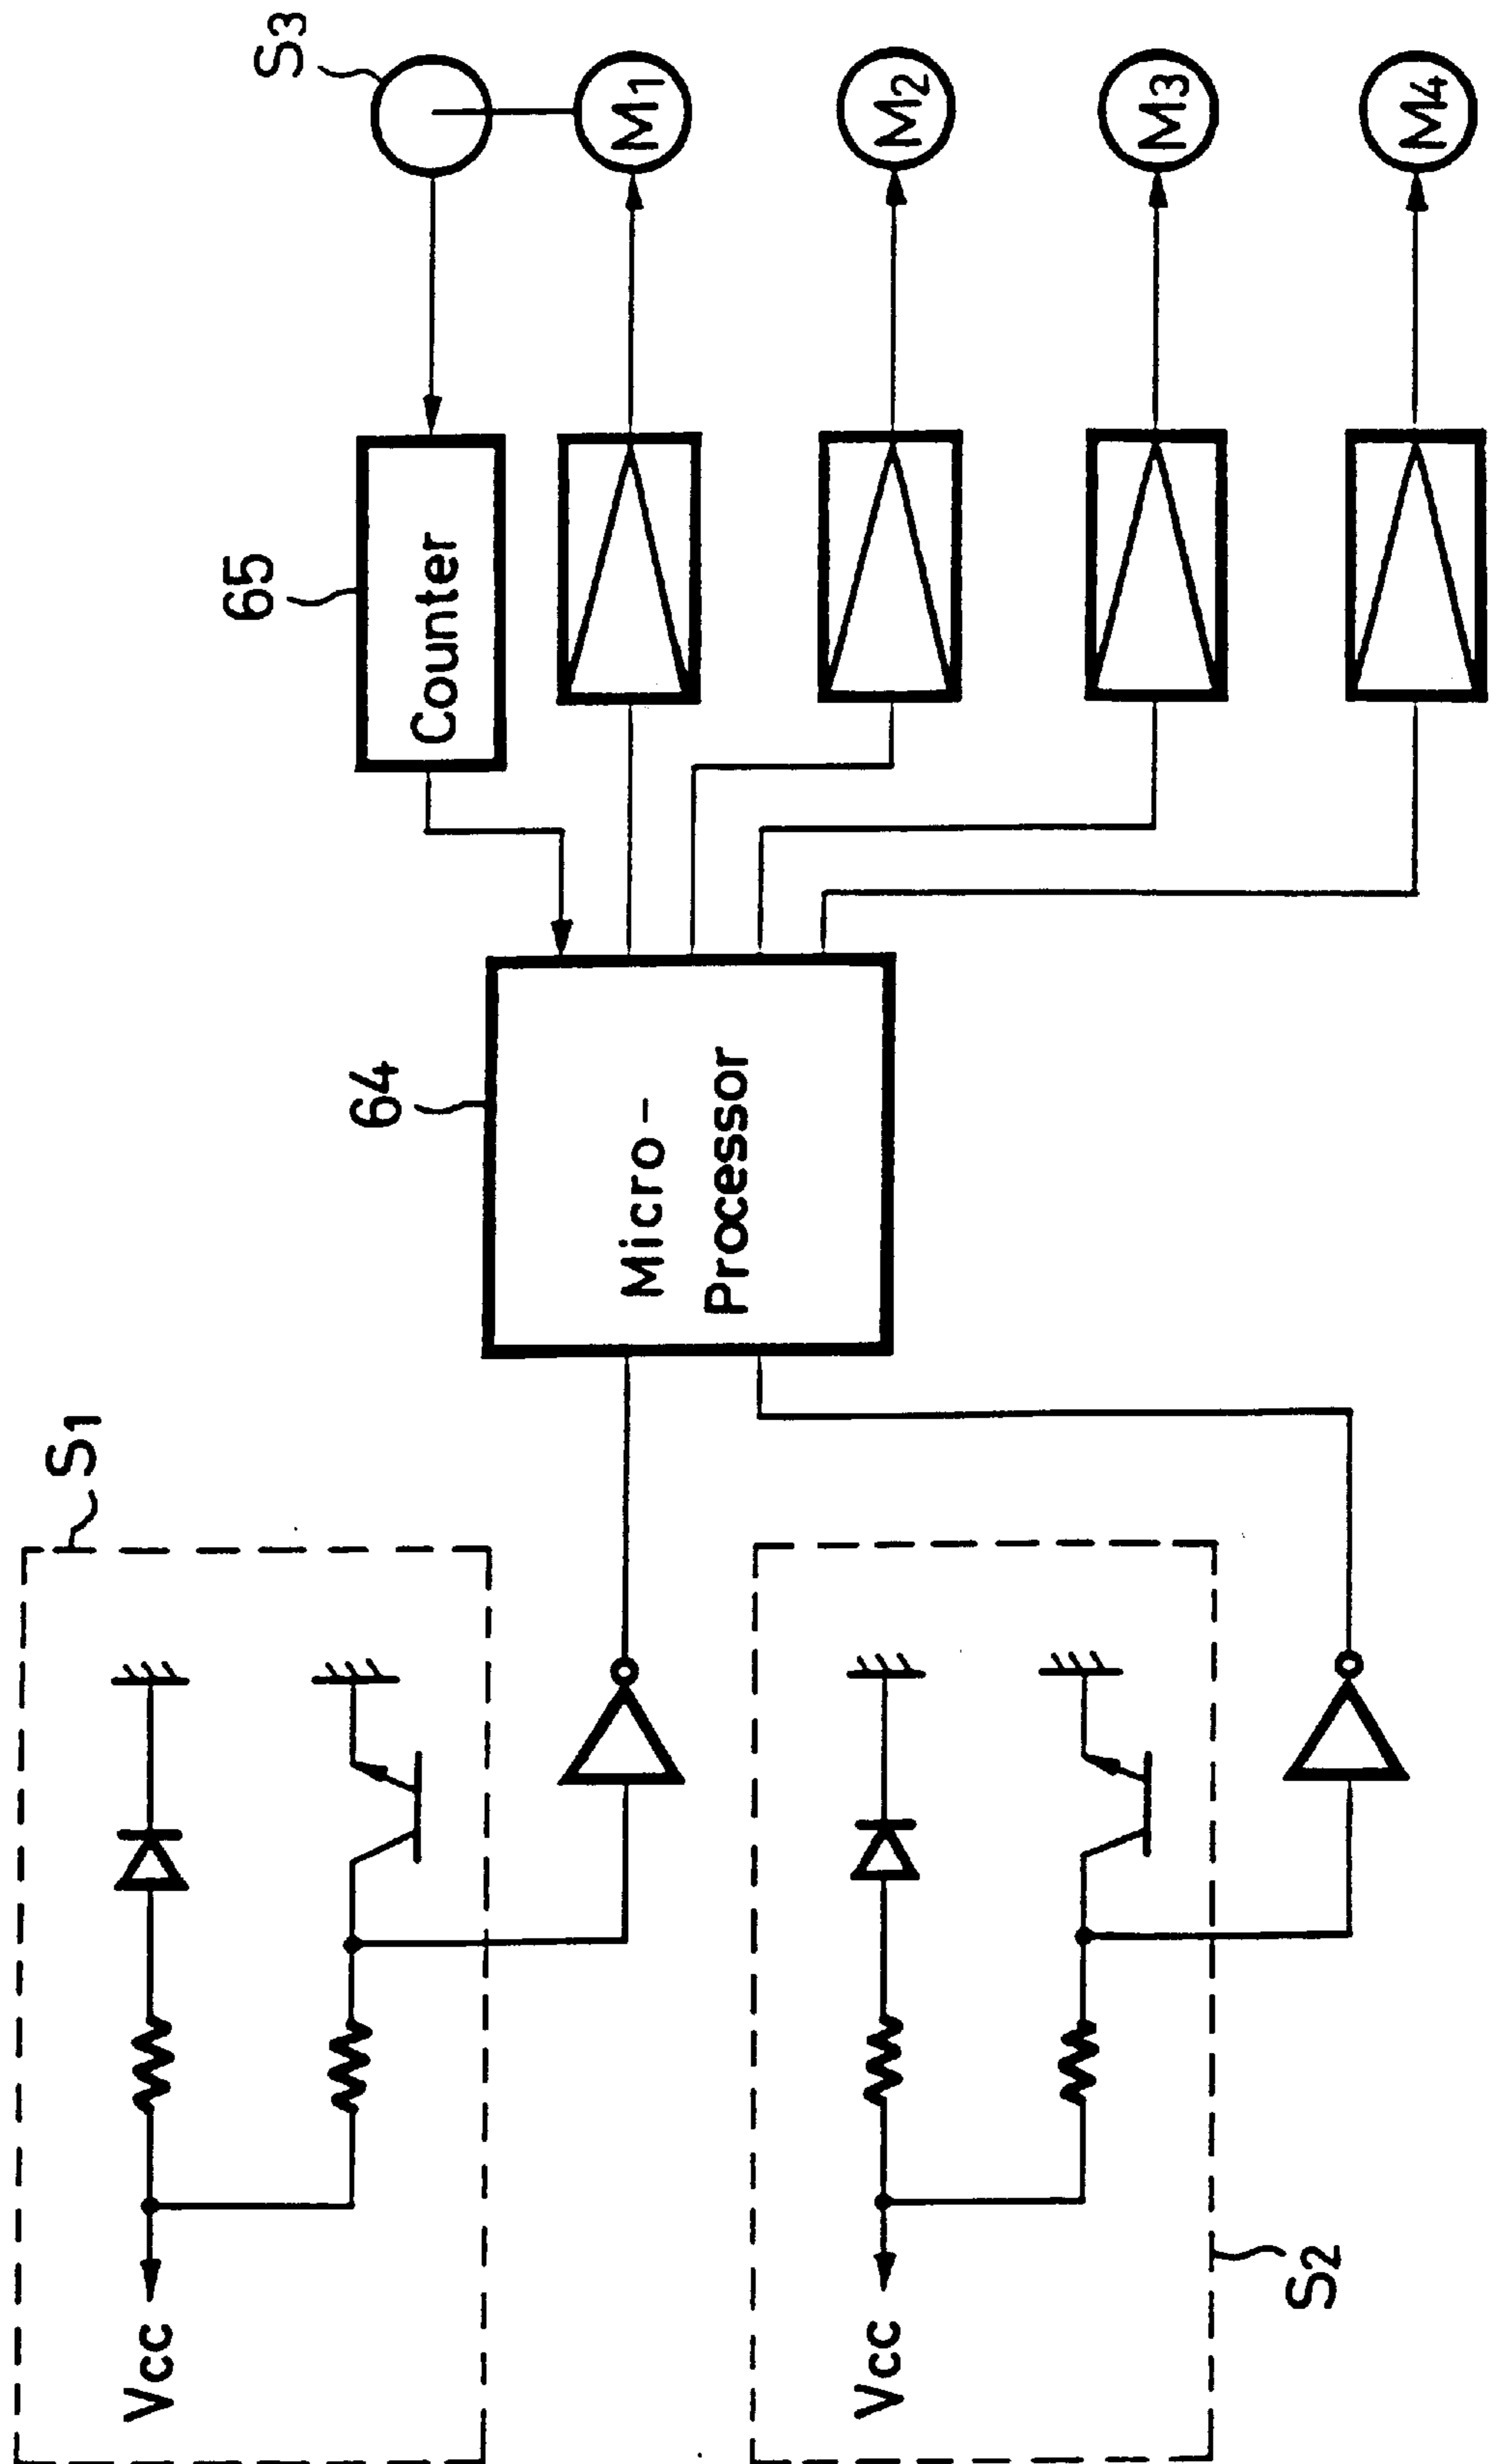 S1
Vcc
Vcc
S2
64
Micro-
Processor
65
Counter
S3
M1
M2
M3
M4